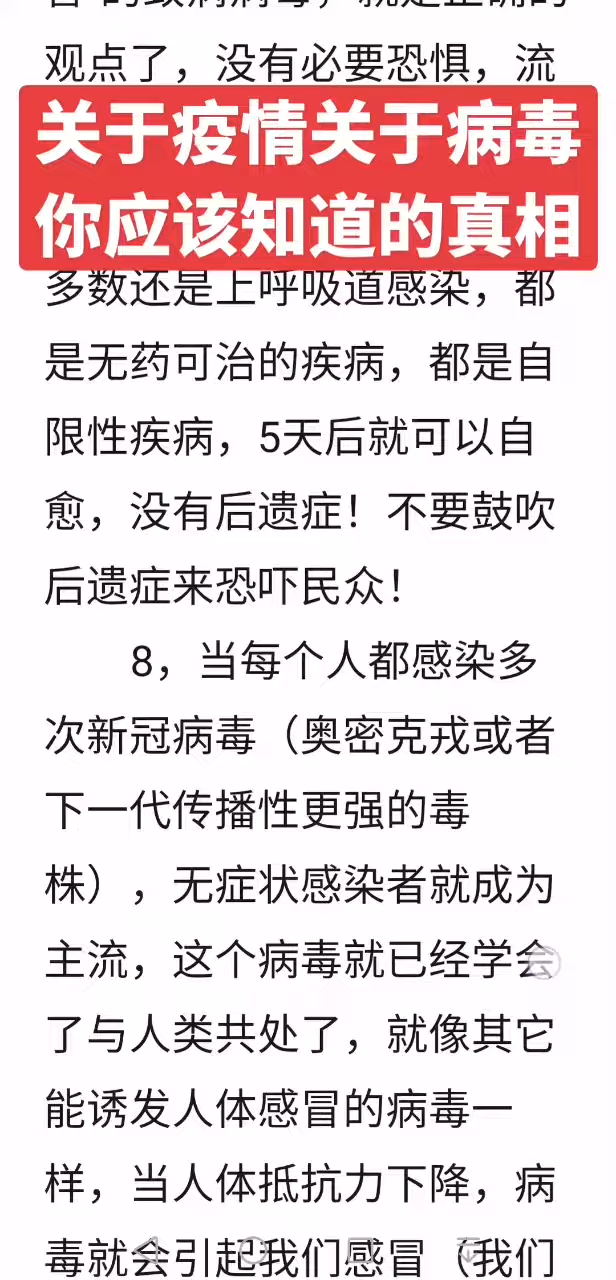 观点了，没有必要恐惧，流
关于疫情关于病毒
你应该知道的真相
多数还是上呼吸道感染，都
是无药可治的疾病，都是自
限性疾病，5天后就可以自
愈，没有后遗症！不要鼓吹
后遗症来恐吓民众！
8，当每个人都感染多
次新冠病毒（奥密克戎或者
下一代传播性更强的毒
株），无症状感染者就成为
主流，这个病毒就已经学会
了与人类共处了，就像其它
能诱发人体感冒的病毒一
样，当人体抵抗力下降，病
毒就会引起我们感冒（我们